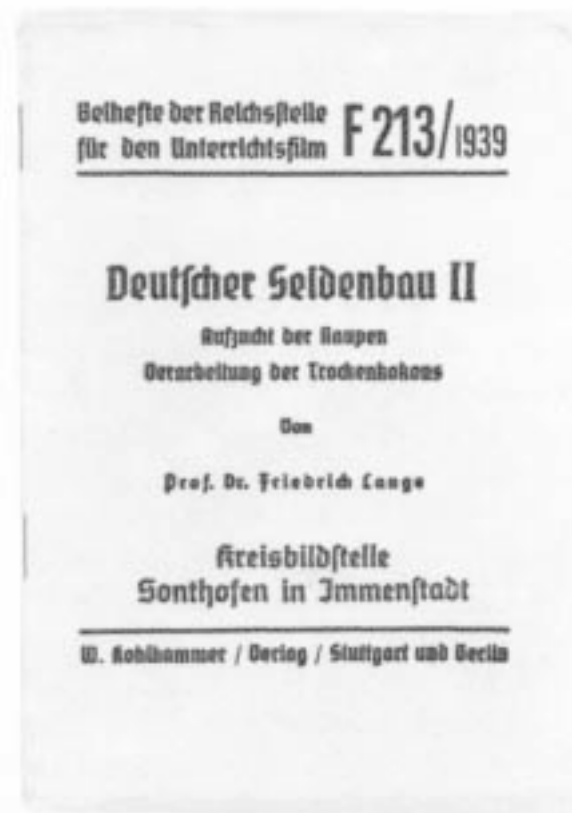 Beihefte der Reichsstelle
für den Unterrichtsfilm
F 213/1939
Deutscher Seidenbau II
Aufzucht der Raupen
Verarbeitung der Trockenkokons
Von
Prof. Dr. Friedrich Lange
Kreisbildstelle
Sonthofen in Immenstadt
W. Kohlhammer / Verlag / Stuttgart und Berlin